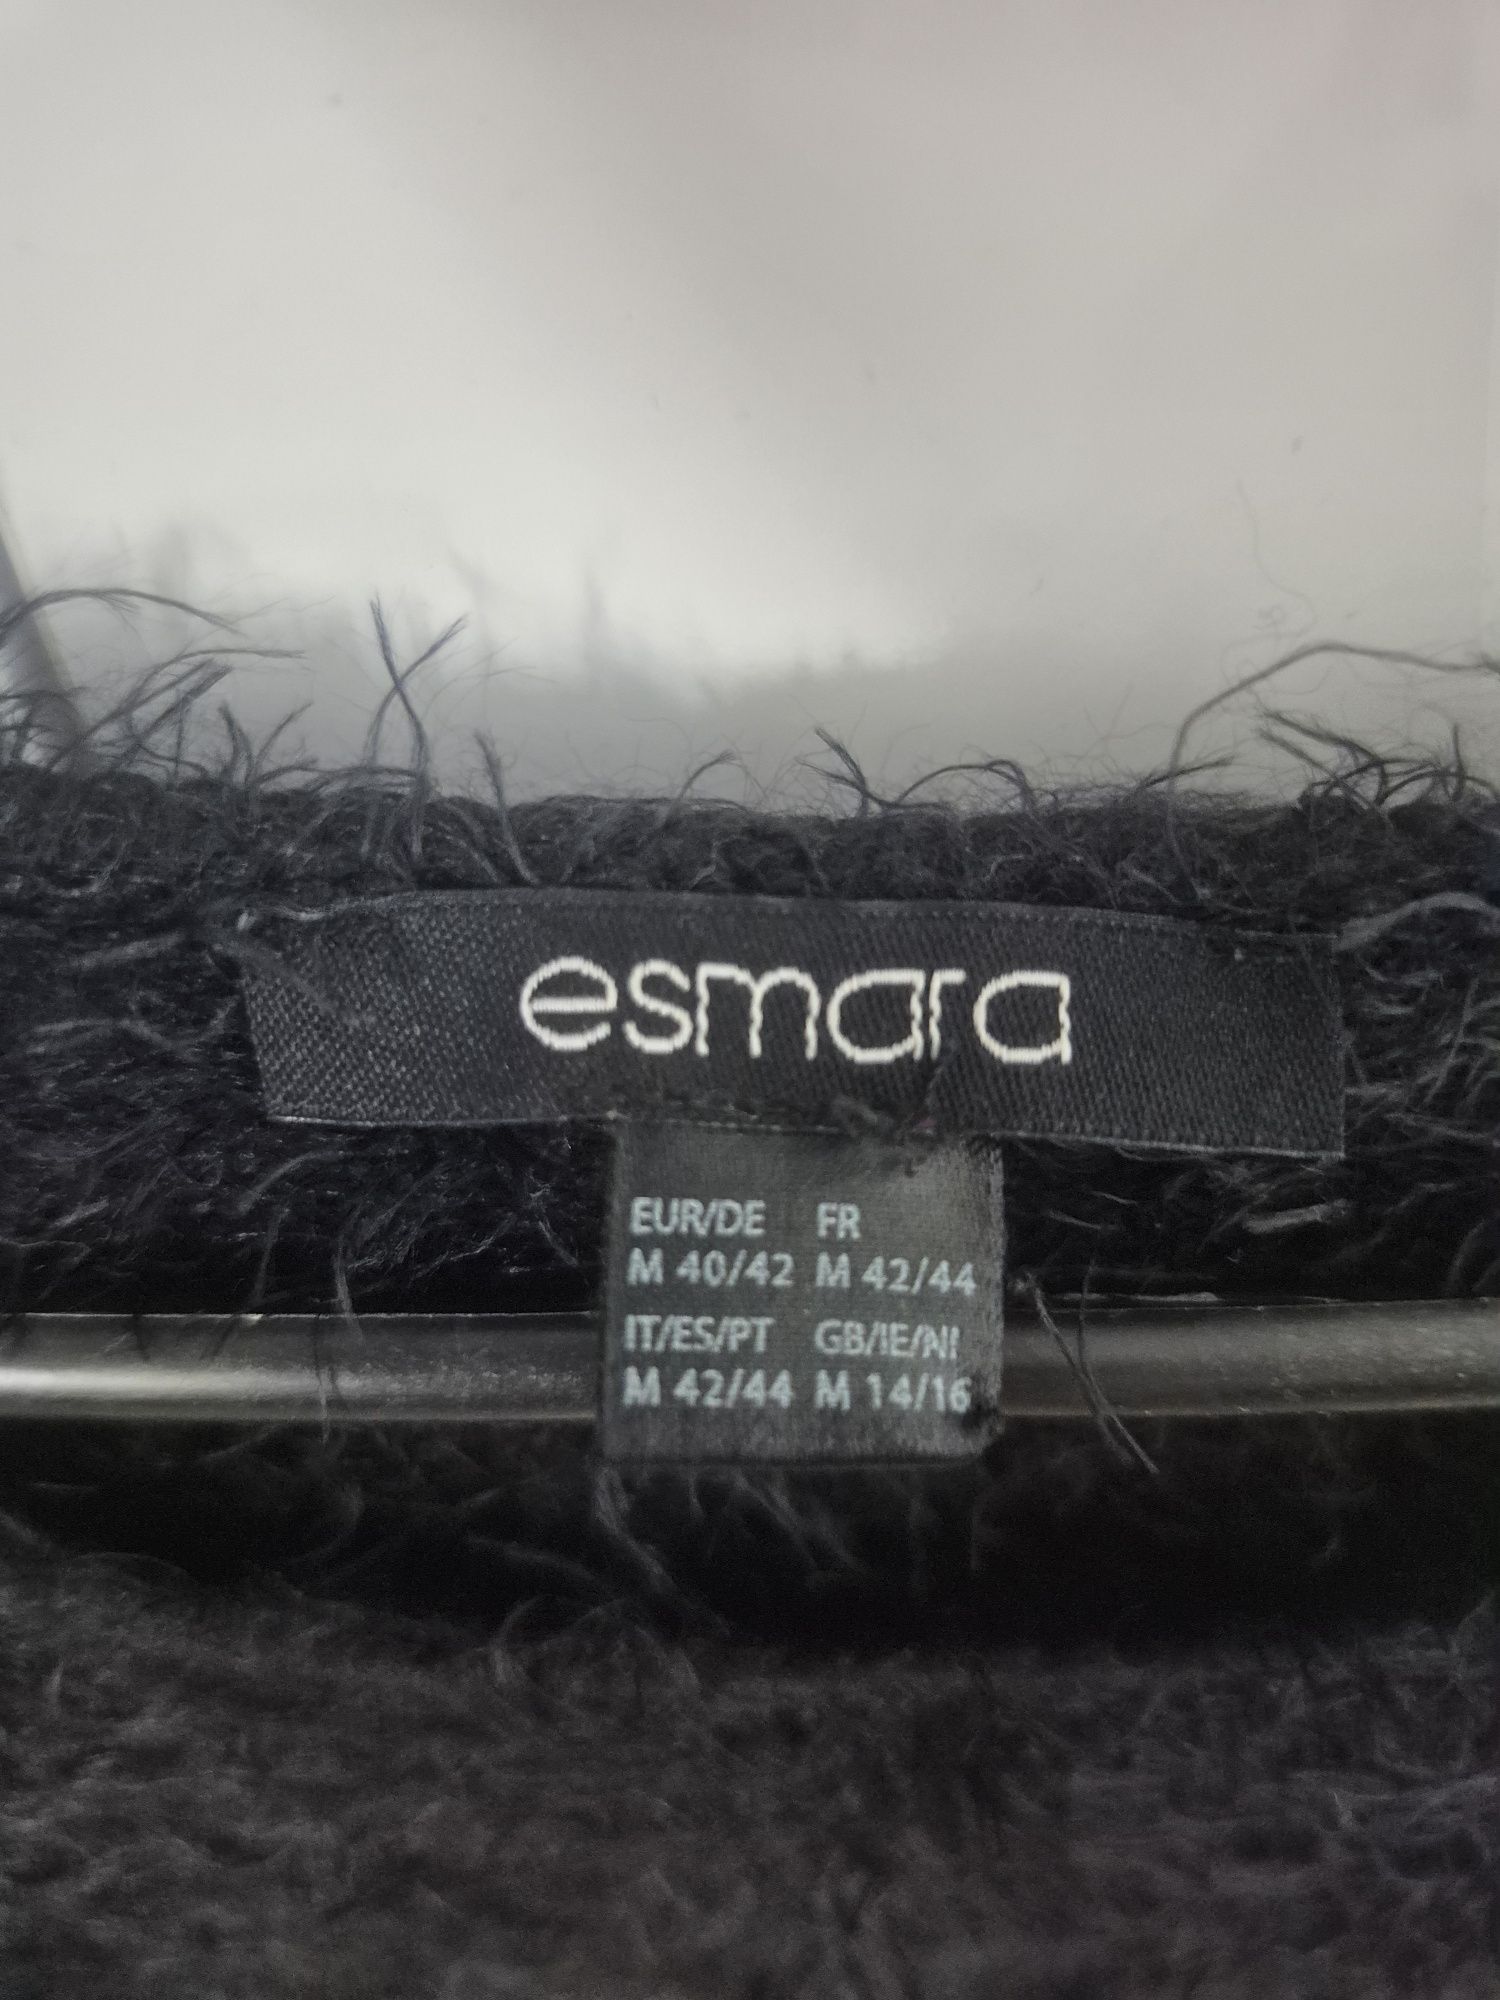 esmara
EUR/DE FR
M 40/42 M 42/44
IT/ES/PT GB/IE/NI
M 42/44 M 14/16